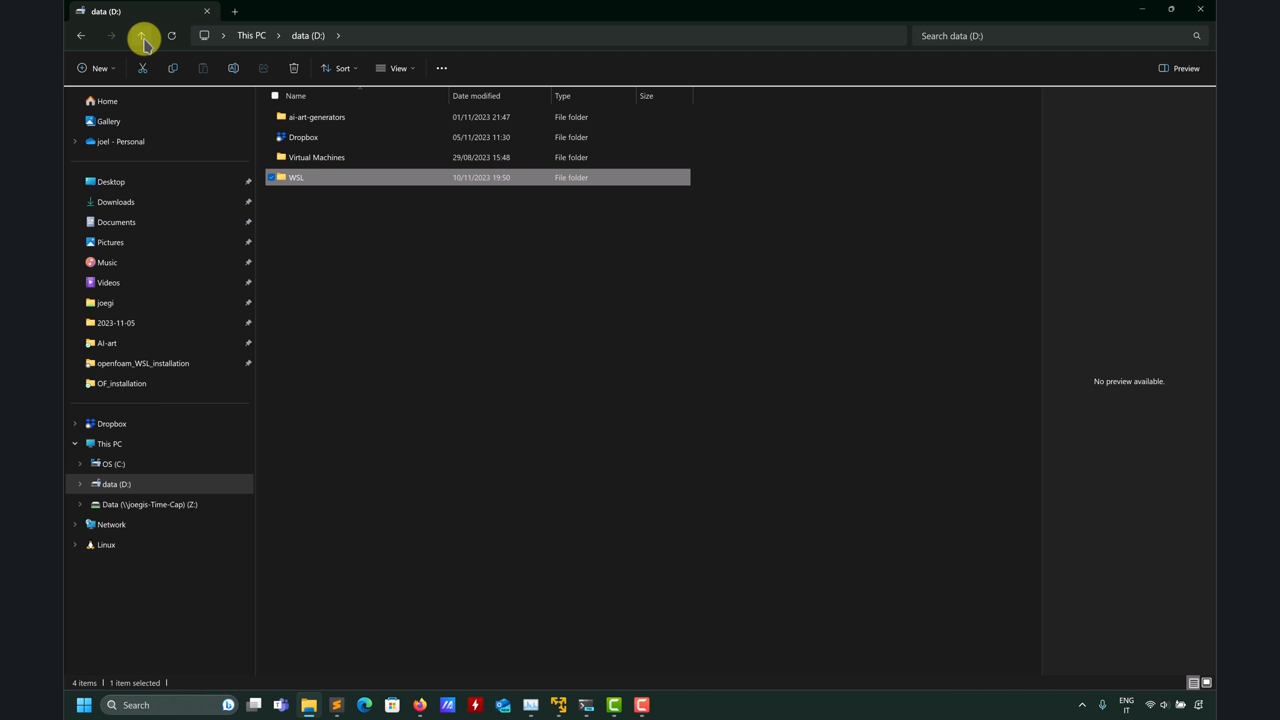 data (D:)
This PC
data (D:)
Search data (D:)
New
Sort
View
Preview
Name
Date modified
Type
Size
ai-art-generators
01/11/2023 21:47
File folder
Dropbox
05/11/2023 11:30
File folder
Virtual Machines
29/08/2023 15:48
File folder
WSL
10/11/2023 19:50
File folder
Home
Gallery
joel - Personal
Desktop
Downloads
Documents
Pictures
Music
Videos
joegi
2023-11-05
AI-art
openfoam_WSL_installation
OF_installation
Dropbox
This PC
OS (C:)
data (D:)
Data (\\joegis-Time-Cap) (Z:)
Network
Linux
No preview available.
4 items
1 item selected
Search
ENG
IT